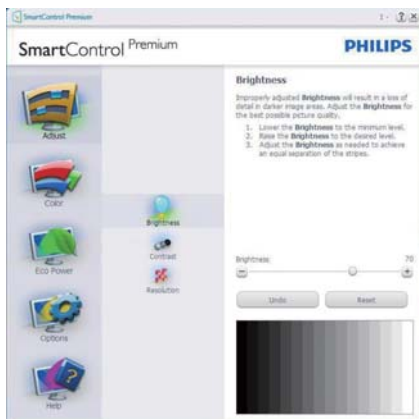 SmartControl Premium
1 -
?
X
SmartControl Premium
PHILIPS
Adjust
Color
Eco Power
Options
Help
Brightness
Contrast
Resolution
Brightness
Improperly adjusted Brightness will result in a loss of
detail in darker image areas. Adjust the Brightness for
the best possible picture quality.
1. Lower the Brightness to the minimum level.
2. Raise the Brightness to the desired level.
3. Adjust the Brightness as needed to achieve
an equal separation of the stripes.
Brightness: 70
Undo
Reset